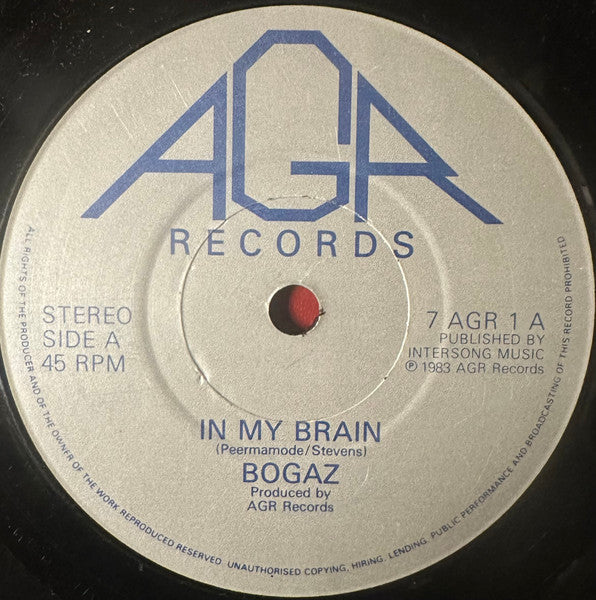 AGR
RECORDS
STEREO
SIDE A
45 RPM
7 AGR 1 A
PUBLISHED BY
INTERSONG MUSIC
℗ 1983 AGR Records
IN MY BRAIN
(Peermamode/Stevens)
BOGAZ
Produced by
AGR Records
ALL RIGHTS OF THE PRODUCER AND OF THE OWNER OF THE WORK REPRODUCED RESERVED. UNAUTHORISED COPYING, HIRING, LENDING, PUBLIC PERFORMANCE AND BROADCASTING OF THIS RECORD PROHIBITED